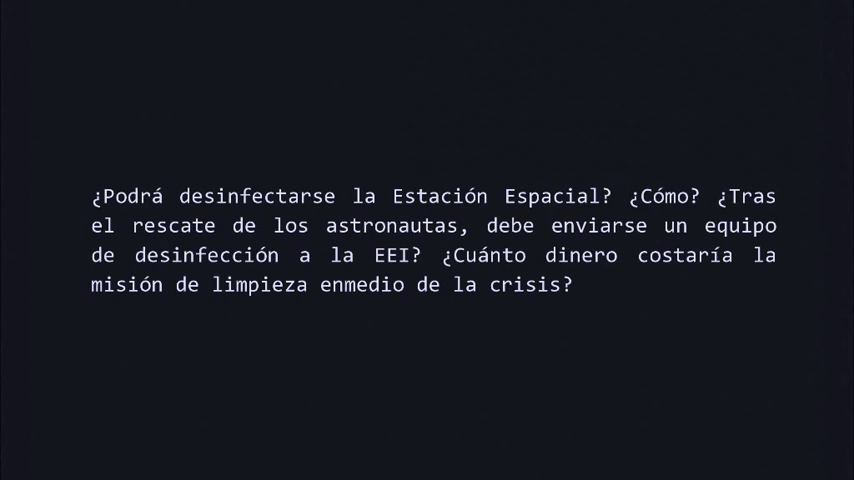 ¿Podrá desinfectarse la Estación Espacial? ¿Cómo? ¿Tras
el rescate de los astronautas, debe enviarse un equipo
de desinfección a la EEI? ¿Cuánto dinero costaría la
misión de limpieza enmedio de la crisis?